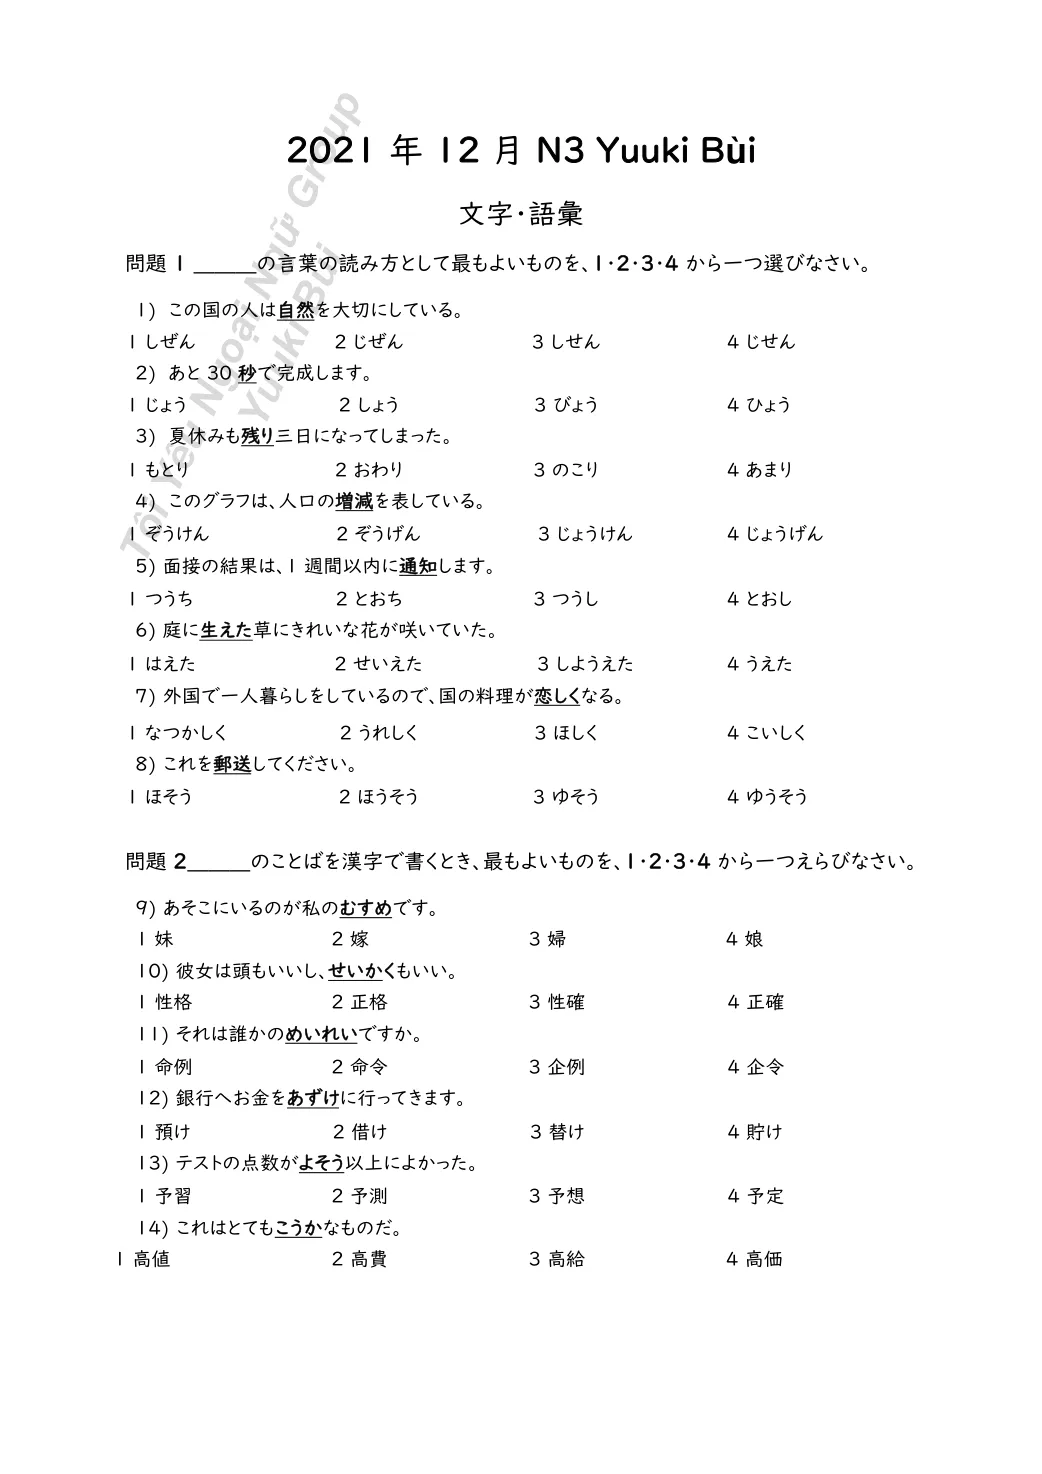 2021 年 12 月 N3 Yuuki Bùi
文字・語彙
問題 1 ______の言葉の読み方として最もよいものを、1・2・3・4 から一つ選びなさい。
1) この国の人は自然を大切にしている。
1 しぜん 2 じぜん 3 しせん 4 じせん
2) あと 30 秒で完成します。
1 じょう 2 しょう 3 びょう 4 ひょう
3) 夏休みも残り三日になってしまった。
1 もとり 2 おわり 3 のこり 4 あまり
4) このグラフは、人口の増減を表している。
1 ぞうけん 2 ぞうげん 3 じょうけん 4 じょうげん
5) 面接の結果は、1 週間以内に通知します。
1 つうち 2 とおち 3 つうし 4 とおし
6) 庭に生えた草にきれいな花が咲いていた。
1 はえた 2 せいえた 3 しようえた 4 うえた
7) 外国で一人暮らしをしているので、国の料理が恋しくなる。
1 なつかしく 2 うれしく 3 ほしく 4 こいしく
8) これを郵送してください。
1 ほそう 2 ほうそう 3 ゆそう 4 ゆうそう
問題 2______のことばを漢字で書くとき、最もよいものを、1・2・3・4 から一つえらびなさい。
9) あそこにいるのが私のむすめです。
1 妹 2 嫁 3 婦 4 娘
10) 彼女は頭もいいし、せいかくもいい。
1 性格 2 正格 3 性確 4 正確
11) それは誰かのめいれいですか。
1 命例 2 命令 3 企例 4 企令
12) 銀行へお金をあずけに行ってきます。
1 預け 2 借け 3 替け 4 貯け
13) テストの点数がよそう以上によかった。
1 予習 2 予測 3 予想 4 予定
14) これはとてもこうかなものだ。
1 高値 2 高費 3 高給 4 高価
Tôi Yêu Ngoại Ngữ Group
Yuuki Bùi